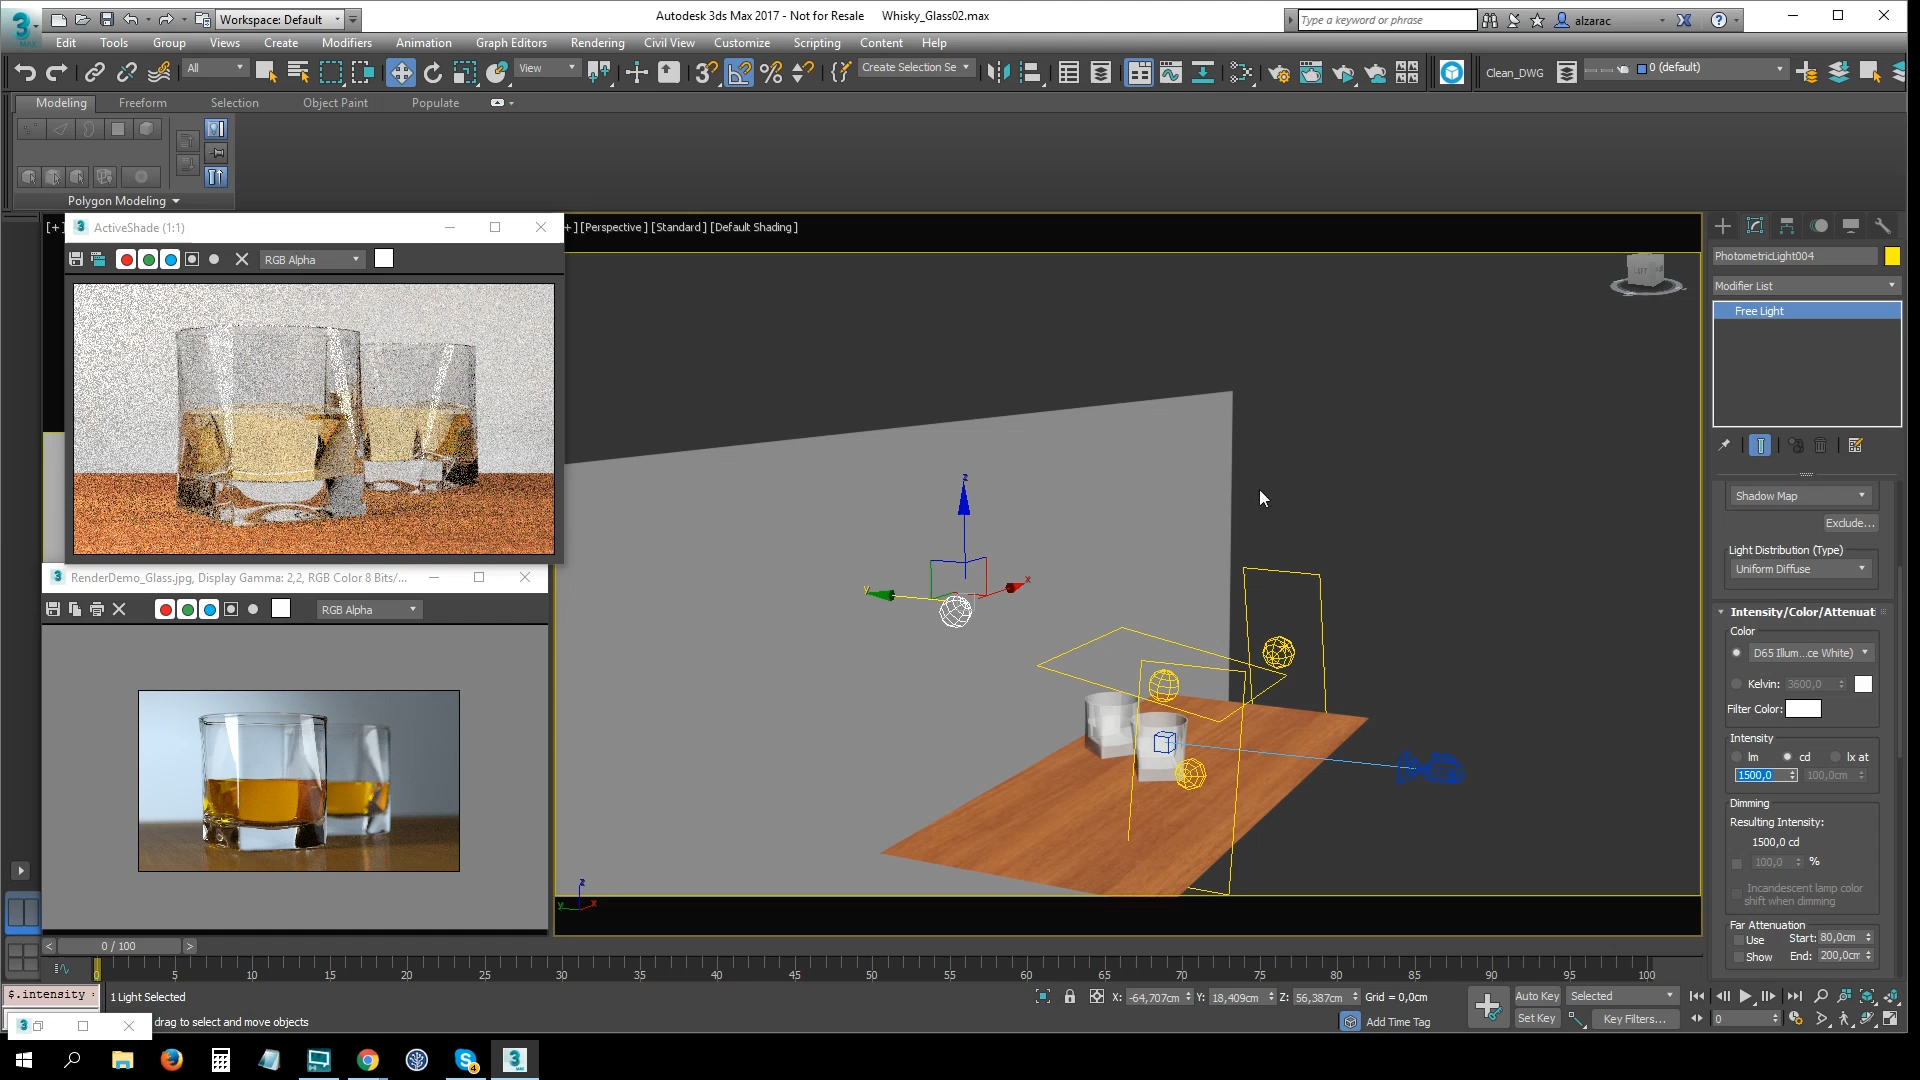 Workspace: Default
Autodesk 3ds Max 2017 - Not for Resale    Whisky_Glass02.max
Type a keyword or phrase
alzarac
Edit Tools Group Views Create Modifiers Animation Graph Editors Rendering Civil View Customize Scripting Content Help
All
View
Create Selection Se
Clean_DWG
0 (default)
Modeling Freeform Selection Object Paint Populate
Polygon Modeling
ActiveShade (1:1)
RGB Alpha
[+]
+] [Perspective ] [Standard ] [Default Shading ]
LEFT
PhotometricLight004
Modifier List
Free Light
Shadow Map
Exclude...
Light Distribution (Type)
Uniform Diffuse
Intensity/Color/Attenuat
Color
D65 Illum...ce White)
Kelvin: 3600,0
Filter Color:
Intensity
lm cd lx at
1500,0 100,0cm
Dimming
Resulting Intensity:
1500,0 cd
100,0 %
Incandescent lamp color
shift when dimming
Far Attenuation
Use Start: 80,0cm
Show End: 200,0cm
RenderDemo_Glass.jpg, Display Gamma: 2,2, RGB Color 8 Bits/...
RGB Alpha
z
y
x
z
y
x
< 0 / 100 >
0 5 10 15 20 25 30 35 40 45 50 55 60 65 70 75 80 85 90 95 100
$.intensity
1 Light Selected
X: -64,707cm Y: 18,409cm Z: 56,387cm Grid = 0,0cm
Auto Key Selected
drag to select and move objects
Add Time Tag
Set Key Key Filters... 0
4